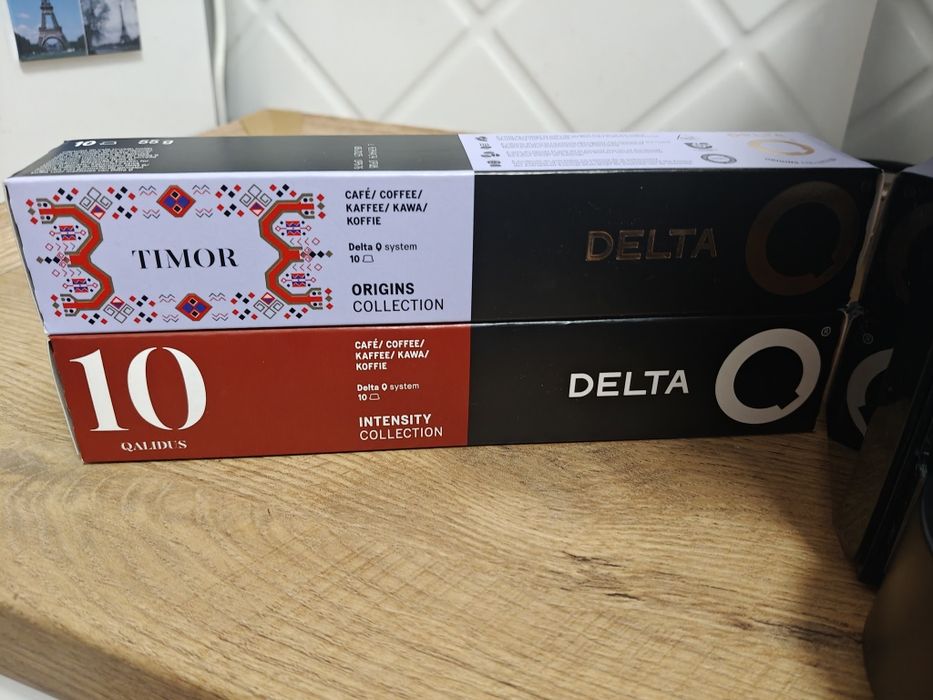 10 55 g
DELTA
TIMOR
CAFÉ/ COFFEE/
KAFFEE/ KAWA/
KOFFIE
Delta Q system
10
ORIGINS
COLLECTION
DELTA Q
10
QALIDUS
CAFÉ/ COFFEE/
KAFFEE/ KAWA/
KOFFIE
Delta Q system
10
INTENSITY
COLLECTION
DELTA Q®